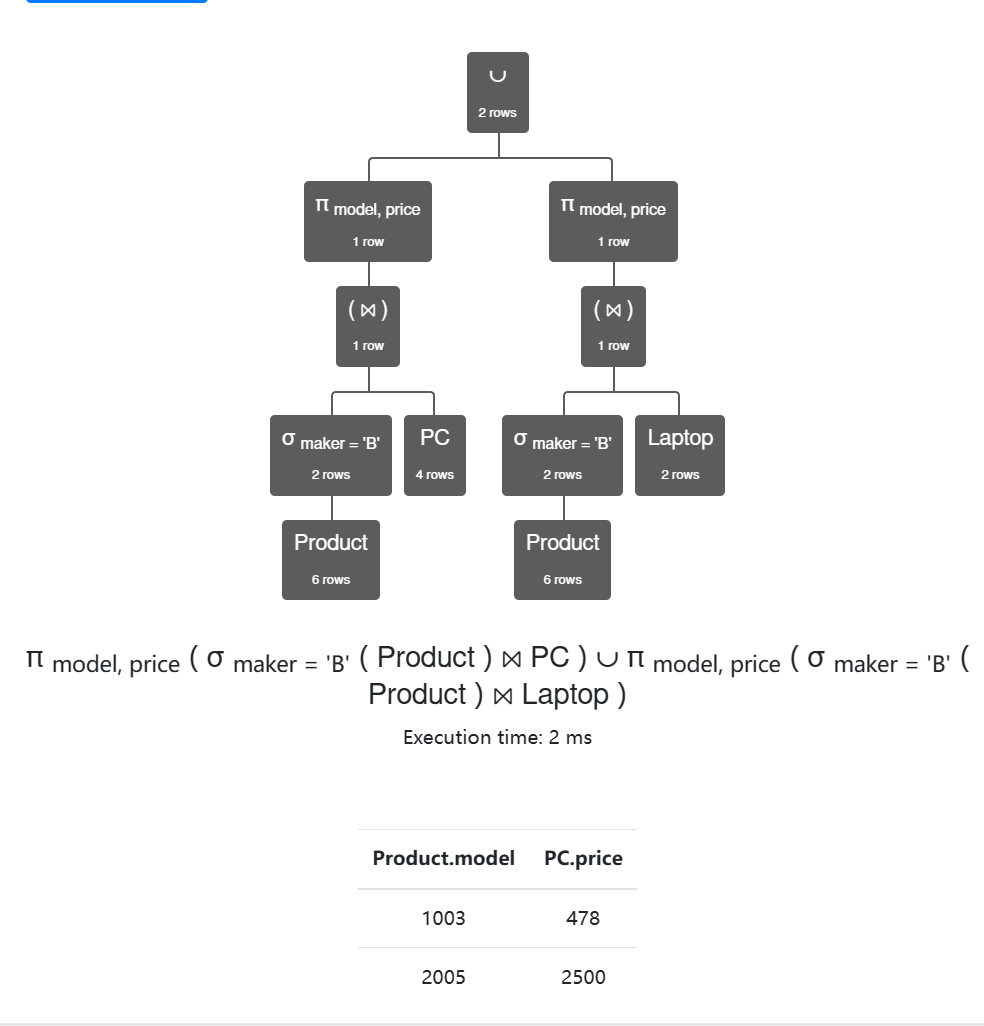 ∪
2 rows
π model, price
π model, price
1 row
1 row
( ⋈ )
( ⋈ )
1 row
1 row
σ maker = 'B'
PC
σ maker = 'B'
Laptop
2 rows
4 rows
2 rows
2 rows
Product
Product
6 rows
6 rows
π model, price ( σ maker = 'B' ( Product ) ⋈ PC ) ∪ π model, price ( σ maker = 'B' (
Product ) ⋈ Laptop )
Execution time: 2 ms
Product.model PC.price
1003 478
2005 2500